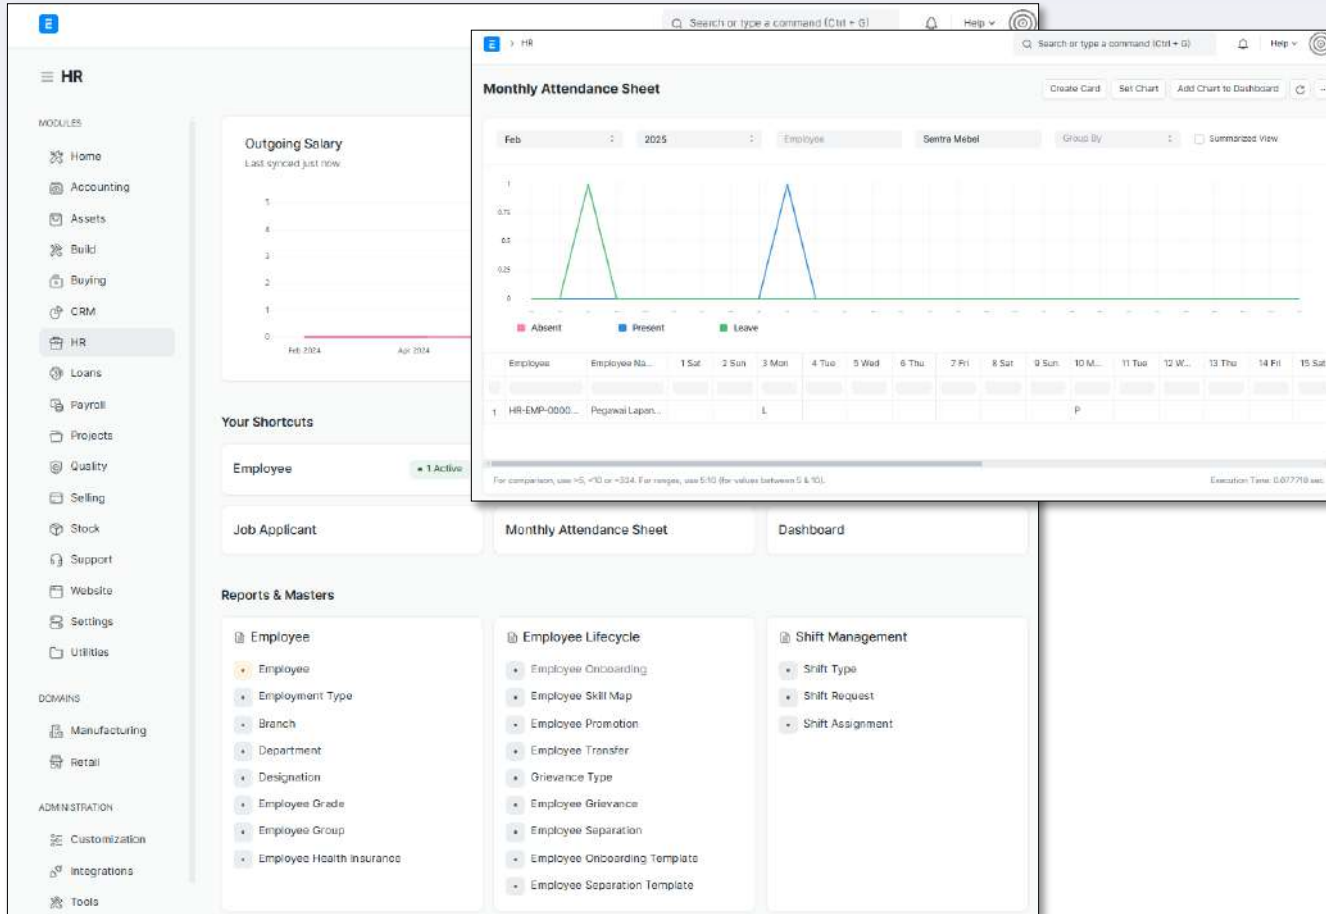 Search or type a command (Ctrl + G)
Help
HR
MODULES
Home
Accounting
Assets
Build
Buying
CRM
HR
Loans
Payroll
Projects
Quality
Selling
Stock
Support
Website
Settings
Utilities
DOMAINS
Manufacturing
Retail
ADMINISTRATION
Customization
Integrations
Tools
Outgoing Salary
Last synced just now
5
4
3
2
1
0
Feb 2024
Apr 2024
Your Shortcuts
Employee
1 Active
Job Applicant
Monthly Attendance Sheet
Dashboard
Reports & Masters
Employee
Employee
Employment Type
Branch
Department
Designation
Employee Grade
Employee Group
Employee Health Insurance
Employee Lifecycle
Employee Onboarding
Employee Skill Map
Employee Promotion
Employee Transfer
Grievance Type
Employee Grievance
Employee Separation
Employee Onboarding Template
Employee Separation Template
Shift Management
Shift Type
Shift Request
Shift Assignment
HR
Search or type a command (Ctrl + G)
Help
Monthly Attendance Sheet
Create Card
Set Chart
Add Chart to Dashboard
Feb
2025
Employee
Sentra Mebel
Group By
Summarized View
1
0.75
0.5
0.25
0
Absent
Present
Leave
Employee Employee Na... 1 Sat 2 Sun 3 Mon 4 Tue 5 Wed 6 Thu 7 Fri 8 Sat 9 Sun 10 M... 11 Tue 12 W... 13 Thu 14 Fri 15 Sat
1 HR-EMP-0000... Pegawai Lapan... L P
For comparison, use >5, <10 or =324. For ranges, use 5:10 (for values between 5 & 10).
Execution Time: 0.077718 sec